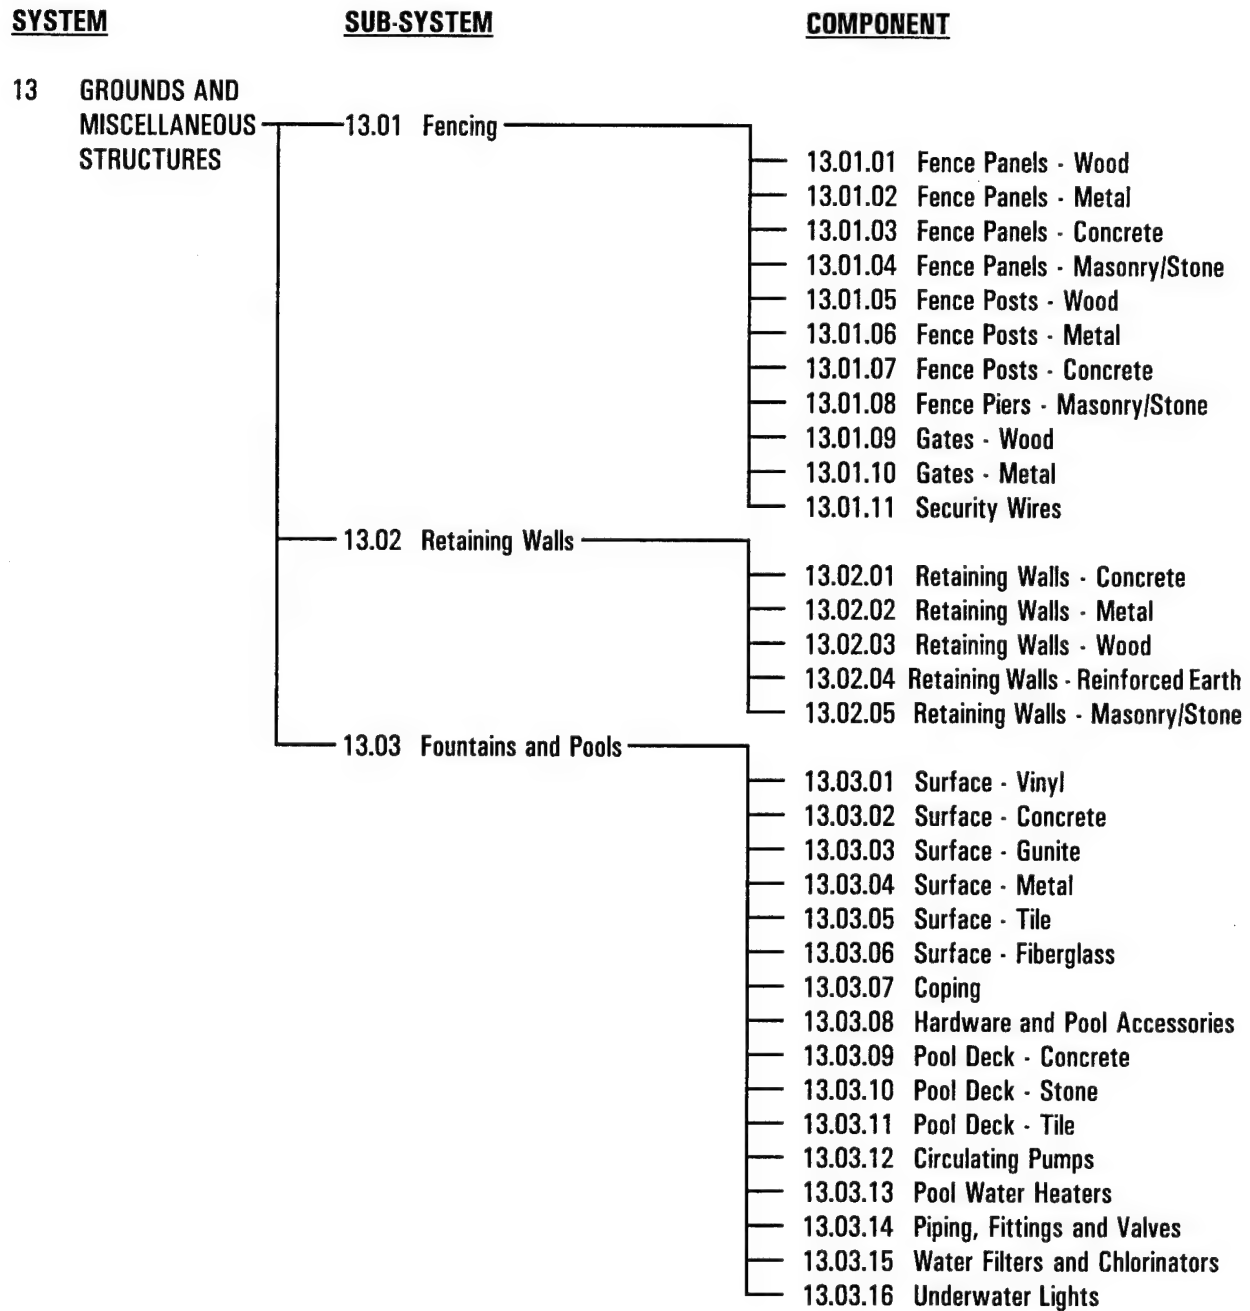 SYSTEM SUB-SYSTEM COMPONENT
13 GROUNDS AND
MISCELLANEOUS 13.01 Fencing
STRUCTURES
13.01.01 Fence Panels - Wood
13.01.02 Fence Panels - Metal
13.01.03 Fence Panels - Concrete
13.01.04 Fence Panels - Masonry/Stone
13.01.05 Fence Posts - Wood
13.01.06 Fence Posts - Metal
13.01.07 Fence Posts - Concrete
13.01.08 Fence Piers - Masonry/Stone
13.01.09 Gates - Wood
13.01.10 Gates - Metal
13.01.11 Security Wires
13.02 Retaining Walls
13.02.01 Retaining Walls - Concrete
13.02.02 Retaining Walls - Metal
13.02.03 Retaining Walls - Wood
13.02.04 Retaining Walls - Reinforced Earth
13.02.05 Retaining Walls - Masonry/Stone
13.03 Fountains and Pools
13.03.01 Surface - Vinyl
13.03.02 Surface - Concrete
13.03.03 Surface - Gunite
13.03.04 Surface - Metal
13.03.05 Surface - Tile
13.03.06 Surface - Fiberglass
13.03.07 Coping
13.03.08 Hardware and Pool Accessories
13.03.09 Pool Deck - Concrete
13.03.10 Pool Deck - Stone
13.03.11 Pool Deck - Tile
13.03.12 Circulating Pumps
13.03.13 Pool Water Heaters
13.03.14 Piping, Fittings and Valves
13.03.15 Water Filters and Chlorinators
13.03.16 Underwater Lights